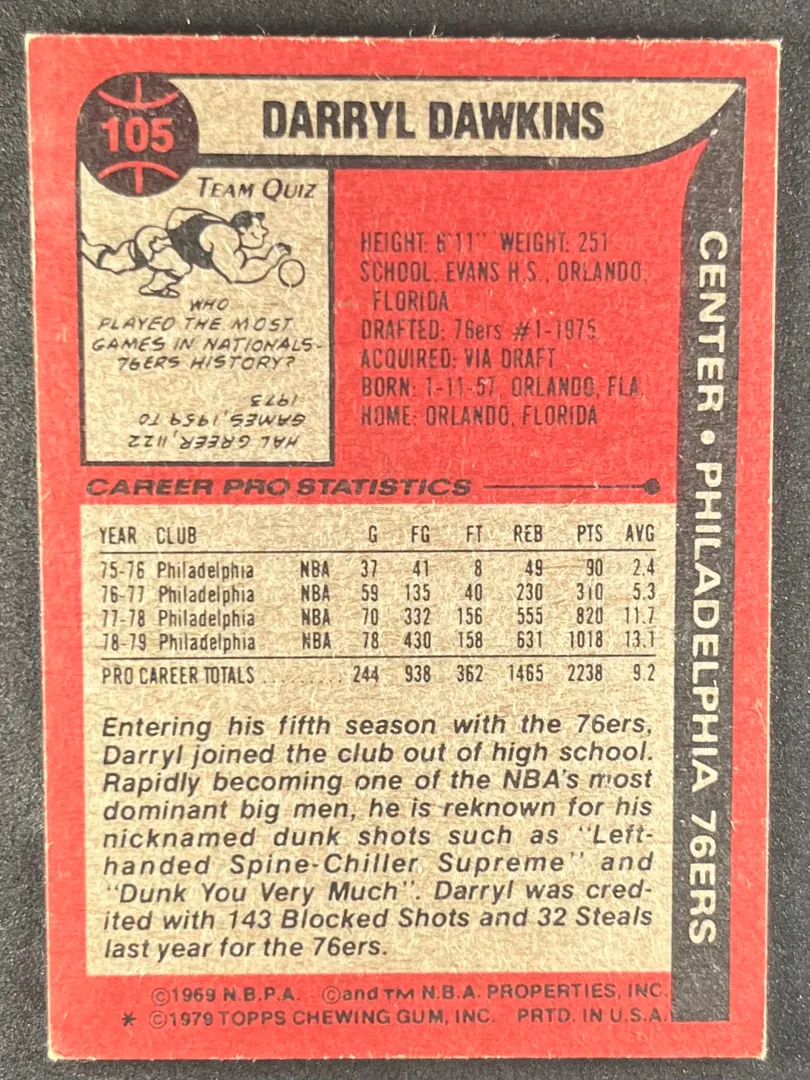 105
DARRYL DAWKINS
TEAM QUIZ
WHO
PLAYED THE MOST
GAMES IN NATIONALS-
76ERS HISTORY?
HAL GREER, 1122
GAMES, 1959 TO
1973
HEIGHT: 6'11" WEIGHT: 251
SCHOOL: EVANS H.S., ORLANDO,
FLORIDA
DRAFTED: 76ers #1-1975
ACQUIRED: VIA DRAFT
BORN: 1-11-57, ORLANDO, FLA.
HOME: ORLANDO, FLORIDA
CENTER • PHILADELPHIA 76ERS
CAREER PRO STATISTICS
YEAR CLUB G FG FT REB PTS AVG
75-76 Philadelphia NBA 37 41 8 49 90 2.4
76-77 Philadelphia NBA 59 135 40 230 310 5.3
77-78 Philadelphia NBA 70 332 156 555 820 11.7
78-79 Philadelphia NBA 78 430 158 631 1018 13.1
PRO CAREER TOTALS .......... 244 938 362 1465 2238 9.2
Entering his fifth season with the 76ers,
Darryl joined the club out of high school.
Rapidly becoming one of the NBA's most
dominant big men, he is reknown for his
nicknamed dunk shots such as "Left-
handed Spine-Chiller Supreme" and
"Dunk You Very Much". Darryl was cred-
ited with 143 Blocked Shots and 32 Steals
last year for the 76ers.
©1969 N.B.P.A. ©and TM N.B.A. PROPERTIES, INC.
* ©1979 TOPPS CHEWING GUM, INC. PRTD. IN U.S.A.